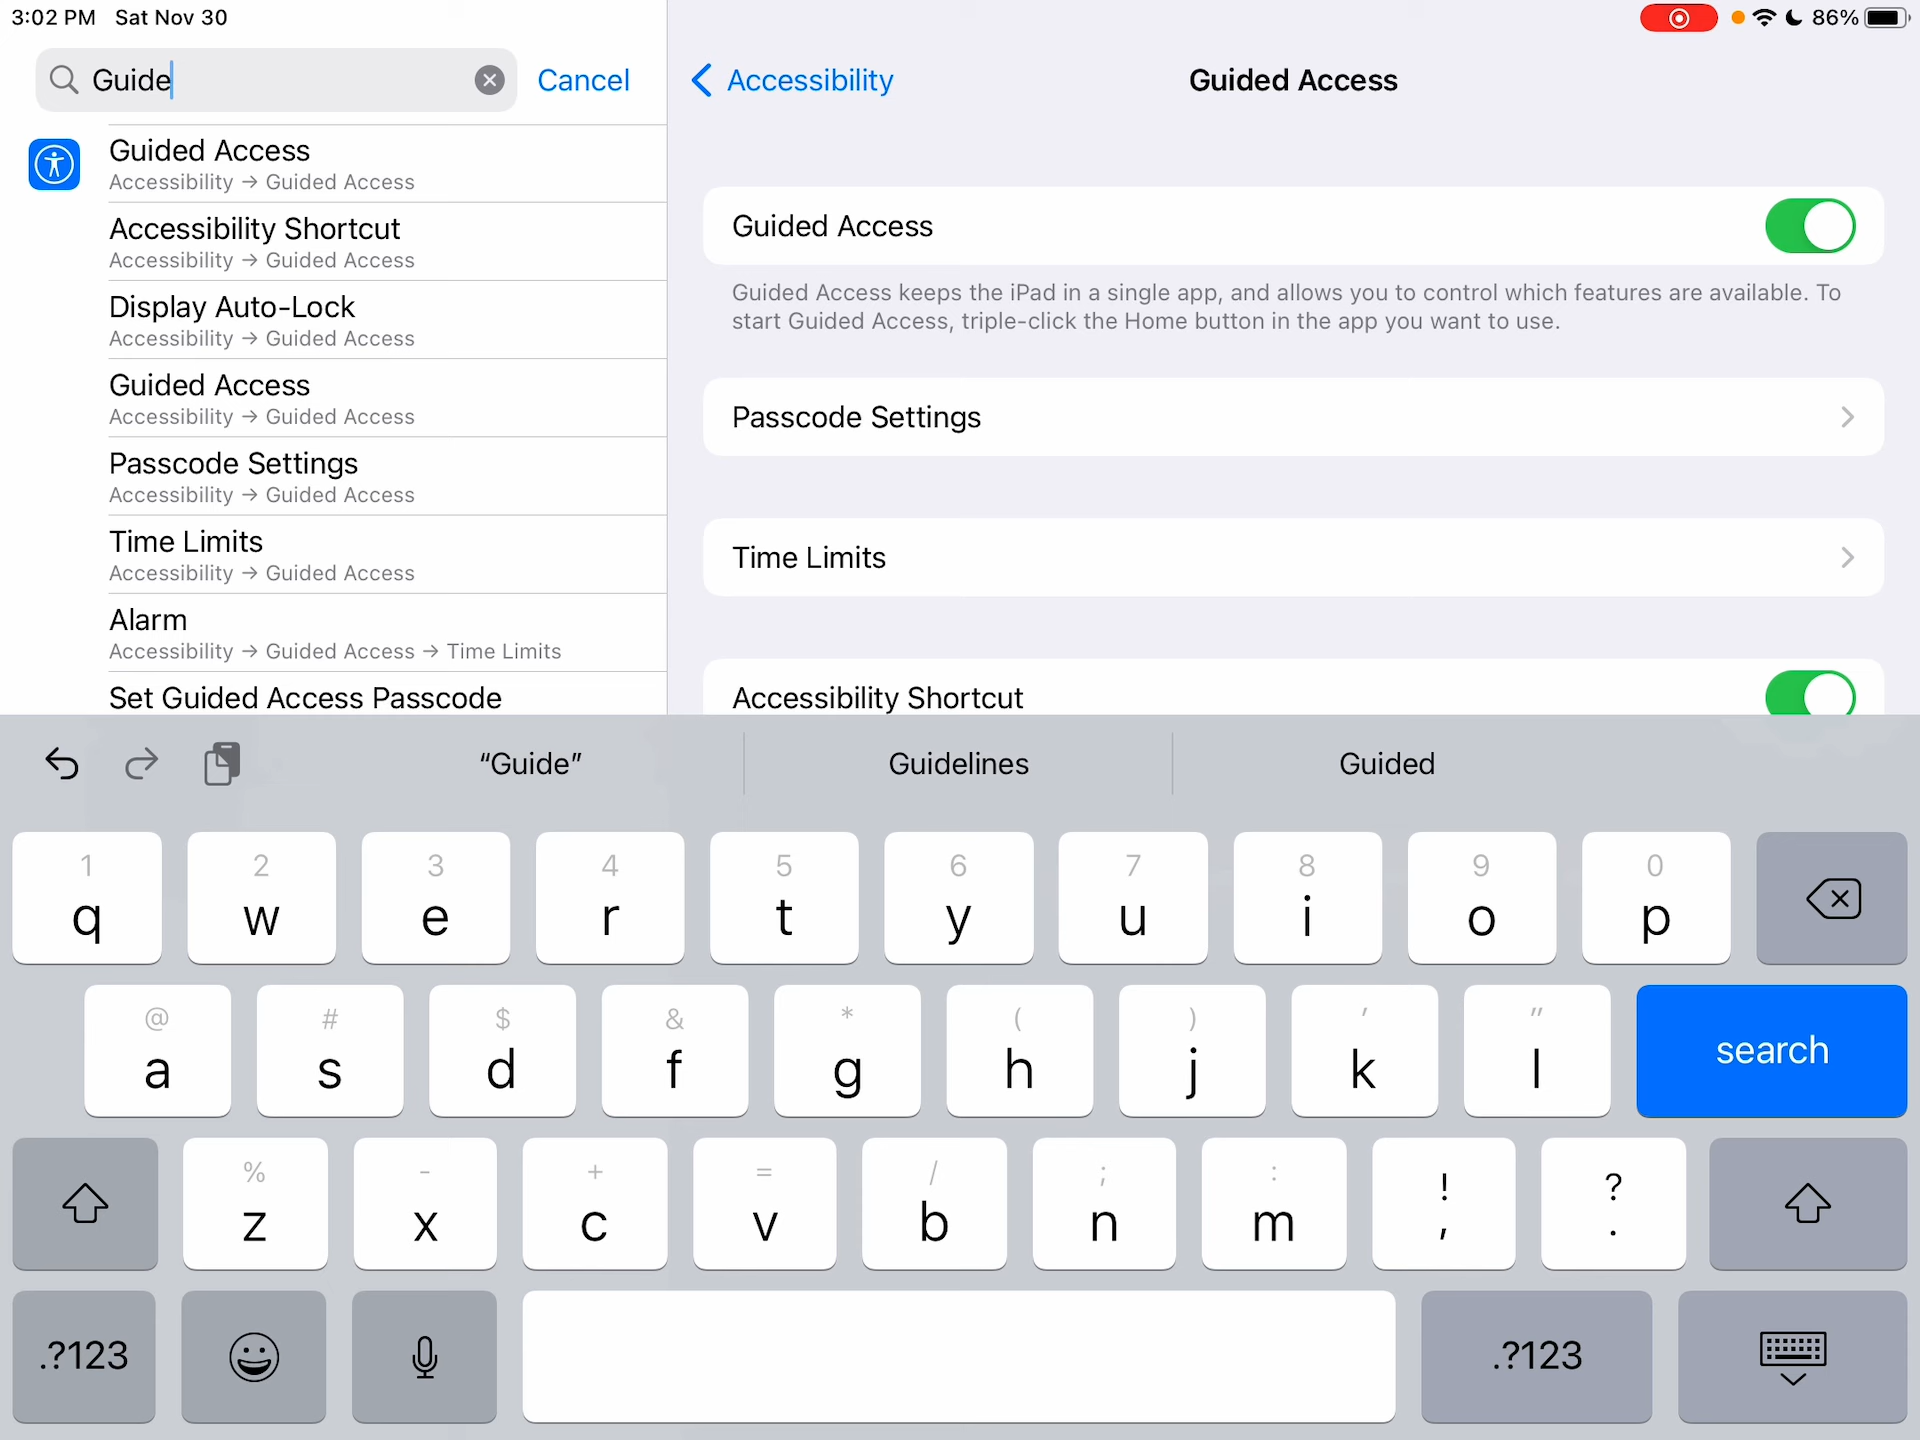 3:02 PM Sat Nov 30
86%
Guide
Cancel
Guided Access
Accessibility → Guided Access
Accessibility Shortcut
Accessibility → Guided Access
Display Auto-Lock
Accessibility → Guided Access
Guided Access
Accessibility → Guided Access
Passcode Settings
Accessibility → Guided Access
Time Limits
Accessibility → Guided Access
Alarm
Accessibility → Guided Access → Time Limits
Set Guided Access Passcode
Accessibility
Guided Access
Guided Access
Guided Access keeps the iPad in a single app, and allows you to control which features are available. To
start Guided Access, triple-click the Home button in the app you want to use.
Passcode Settings
Time Limits
Accessibility Shortcut
“Guide” Guidelines Guided
1 2 3 4 5 6 7 8 9 0
q w e r t y u i o p
@ # $ & * ( ) ' "
a s d f g h j k l search
% - + = / ; : ! ?
z x c v b n m , .
.?123 .?123